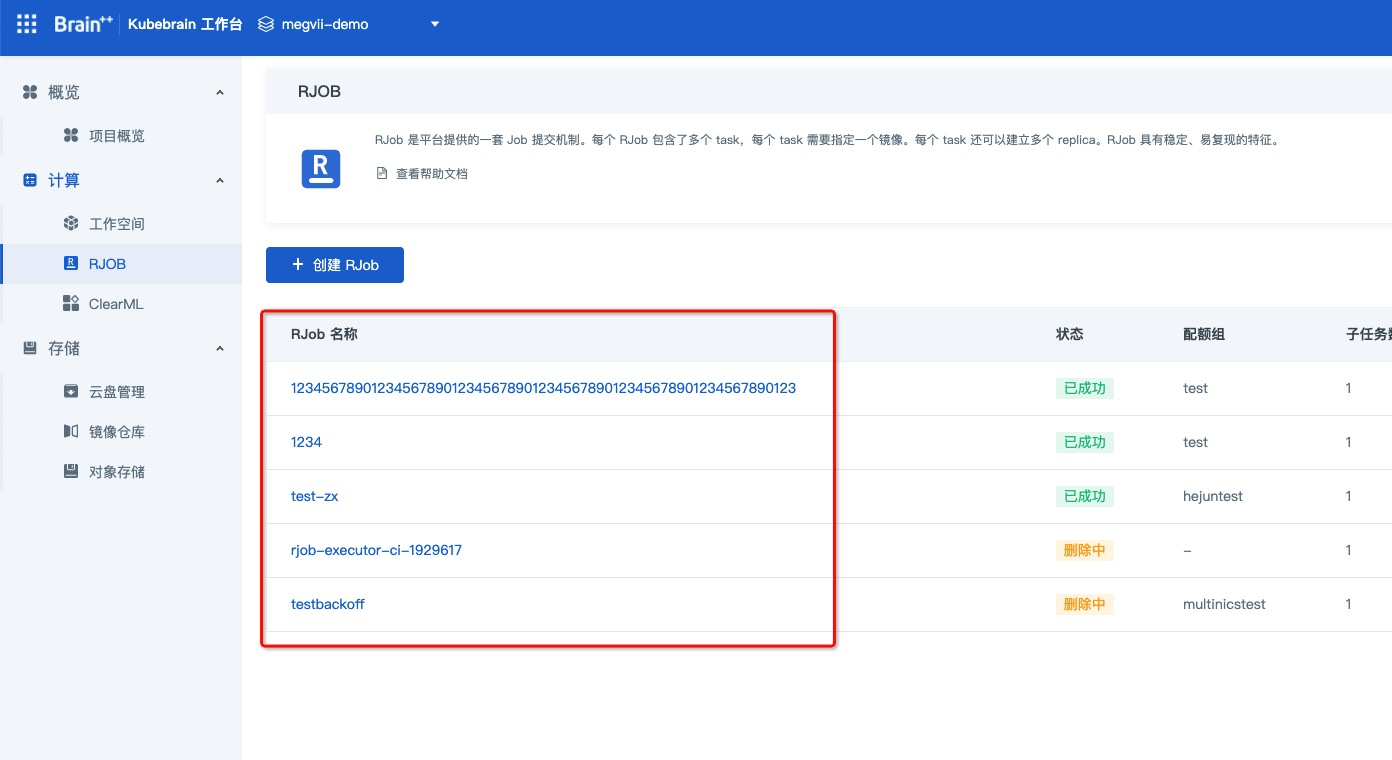 Brain++ Kubebrain 工作台 megvii-demo
概览
项目概览
计算
工作空间
RJOB
ClearML
存储
云盘管理
镜像仓库
对象存储
RJOB
RJob 是平台提供的一套 Job 提交机制。每个 RJob 包含了多个 task，每个 task 需要指定一个镜像。每个 task 还可以建立多个 replica。RJob 具有稳定、易复现的特征。
查看帮助文档
+ 创建 RJob
RJob 名称 状态 配额组 子任务数
123456789012345678901234567890123456789012345678901234567890123 已成功 test 1
1234 已成功 test 1
test-zx 已成功 hejuntest 1
rjob-executor-ci-1929617 删除中 - 1
testbackoff 删除中 multinicstest 1